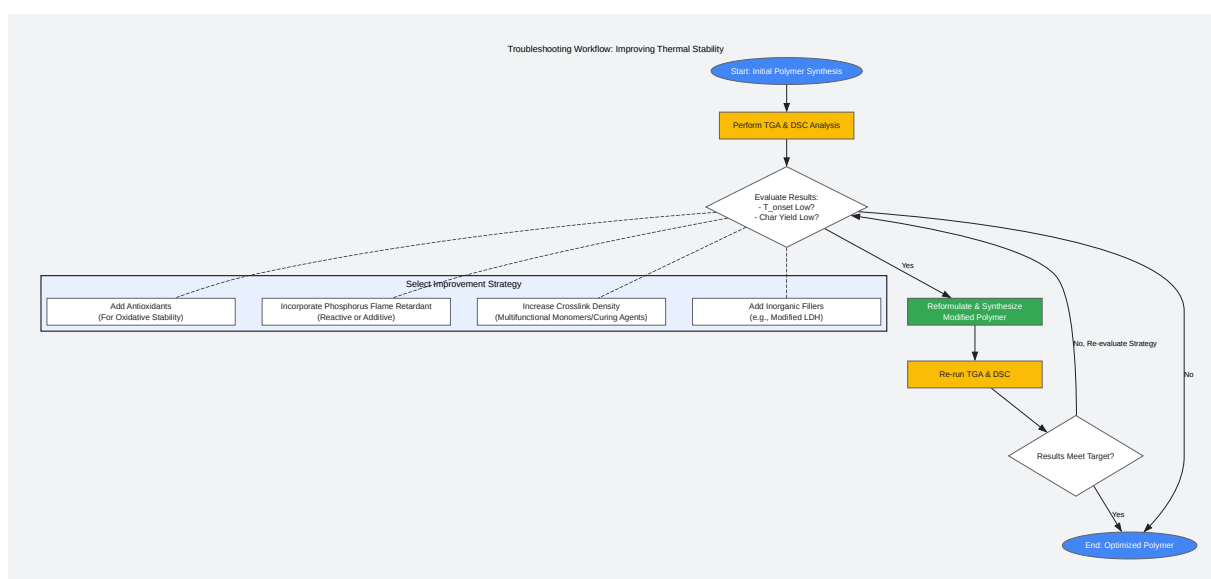 Troubleshooting Workflow: Improving Thermal Stability
Start: Initial Polymer Synthesis
Perform TGA & DSC Analysis
Evaluate Results:
- T_onset Low?
- Char Yield Low?
Yes
Select Improvement Strategy
Add Antioxidants
(For Oxidative Stability)
Incorporate Phosphorus Flame Retardant
(Reactive or Additive)
Increase Crosslink Density
(Multifunctional Monomers/Curing Agents)
Add Inorganic Fillers
(e.g., Modified LDH)
Reformulate & Synthesize
Modified Polymer
No, Re-evaluate Strategy
Re-run TGA & DSC
No
Results Meet Target?
Yes
End: Optimized Polymer